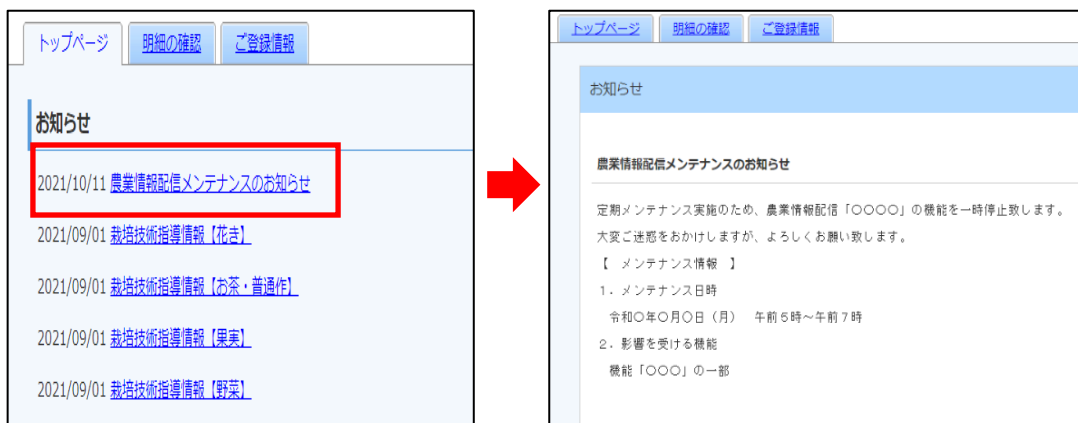 トップページ 明細の確認 ご登録情報
お知らせ
2021/10/11 農業情報配信メンテナンスのお知らせ
2021/09/01 栽培技術指導情報【花き】
2021/09/01 栽培技術指導情報【お茶・普通作】
2021/09/01 栽培技術指導情報【果実】
2021/09/01 栽培技術指導情報【野菜】
トップページ 明細の確認 ご登録情報
お知らせ
農業情報配信メンテナンスのお知らせ
定期メンテナンス実施のため、農業情報配信「〇〇〇〇」の機能を一時停止致します。
大変ご迷惑をおかけしますが、よろしくお願い致します。
【 メンテナンス情報 】
１．メンテナンス日時
令和〇年〇月〇日（月） 午前５時～午前７時
２．影響を受ける機能
機能「〇〇〇」の一部